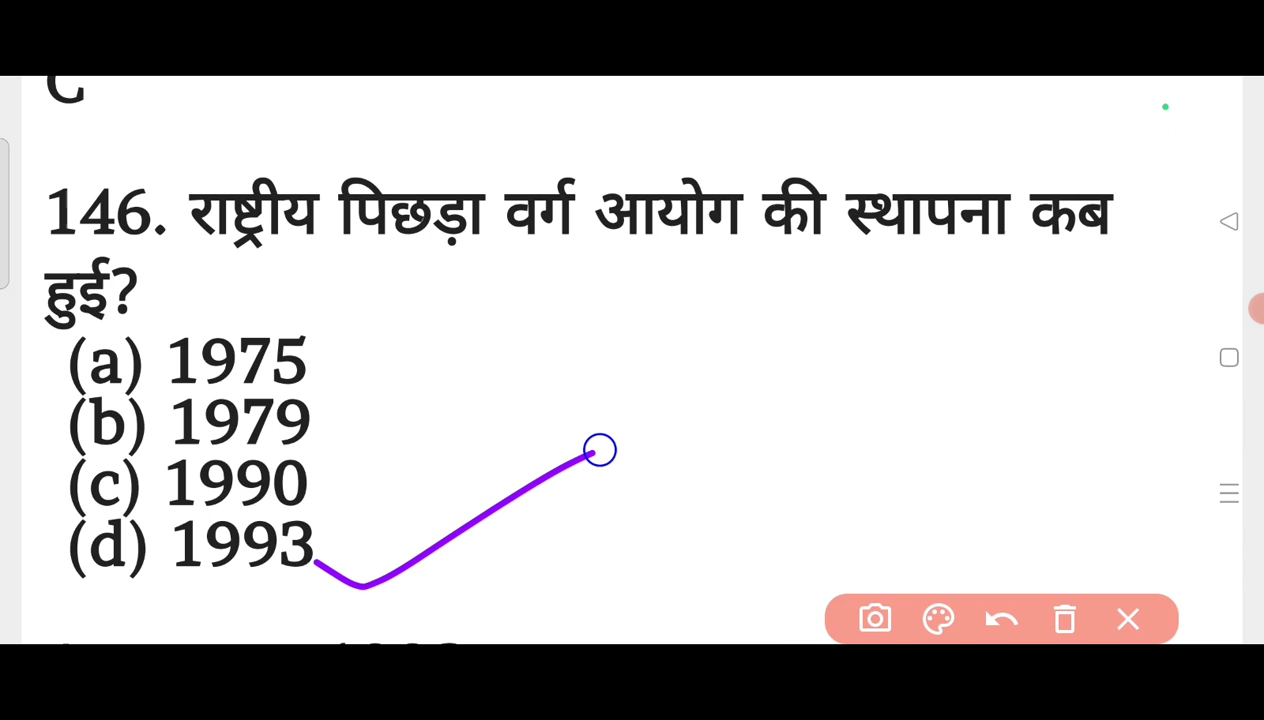 146. राष्ट्रीय पिछड़ा वर्ग आयोग की स्थापना कब
हुई?
(a) 1975
(b) 1979
(c) 1990
(d) 1993